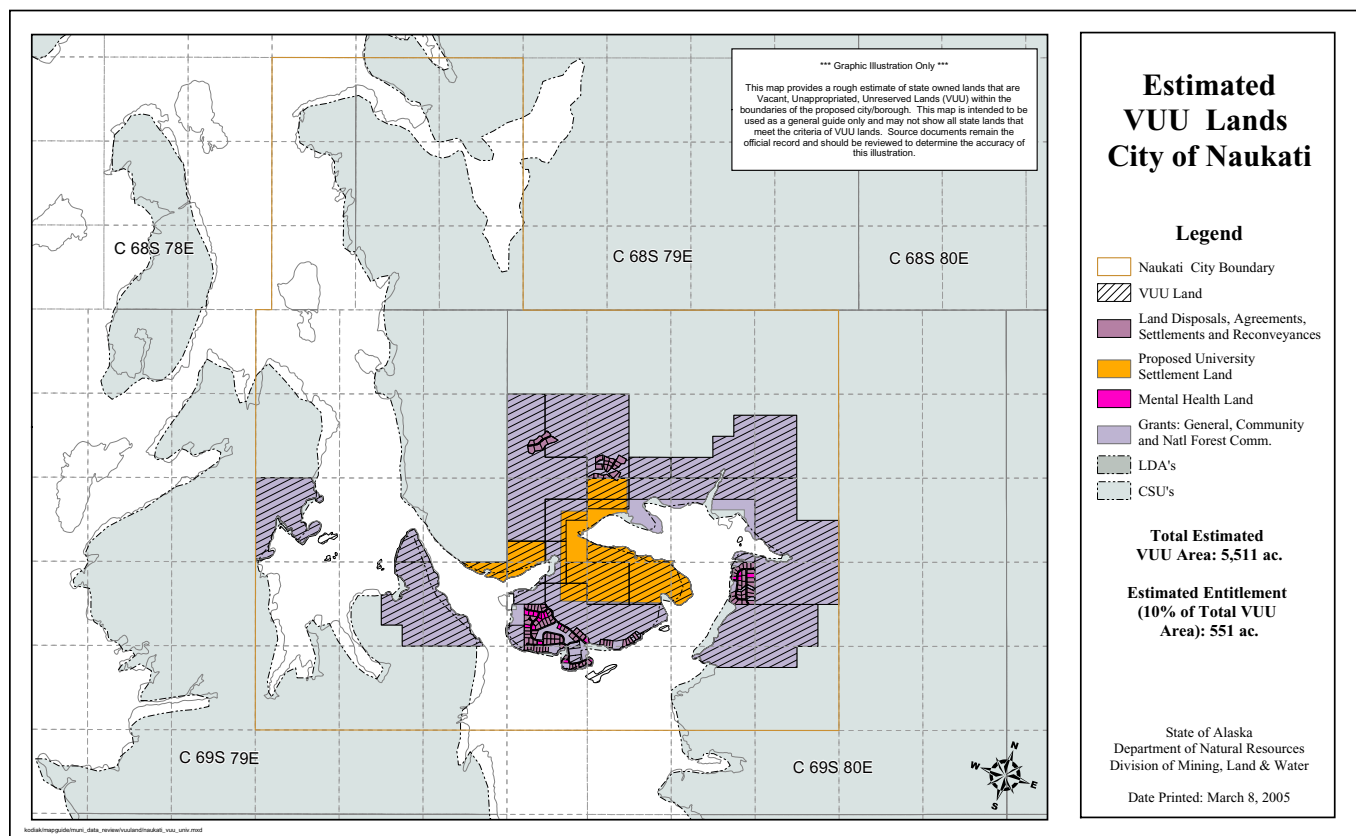 *** Graphic Illustration Only ***
This map provides a rough estimate of state owned lands that are
Vacant, Unappropriated, Unreserved Lands (VUU) within the
boundaries of the proposed city/borough. This map is intended to be
used as a general guide only and may not show all state lands that
meet the criteria of VUU lands. Source documents remain the
official record and should be reviewed to determine the accuracy of
this illustration.
C 68S 78E
C 68S 79E
C 68S 80E
C 69S 79E
C 69S 80E
N
W
E
S
kodiak/mapguide/muni_data_review/vuuland/naukati_vuu_univ.mxd
Estimated
VUU Lands
City of Naukati
Legend
Naukati City Boundary
VUU Land
Land Disposals, Agreements,
Settlements and Reconveyances
Proposed University
Settlement Land
Mental Health Land
Grants: General, Community
and Natl Forest Comm.
LDA's
CSU's
Total Estimated
VUU Area: 5,511 ac.
Estimated Entitlement
(10% of Total VUU
Area): 551 ac.
State of Alaska
Department of Natural Resources
Division of Mining, Land & Water
Date Printed: March 8, 2005